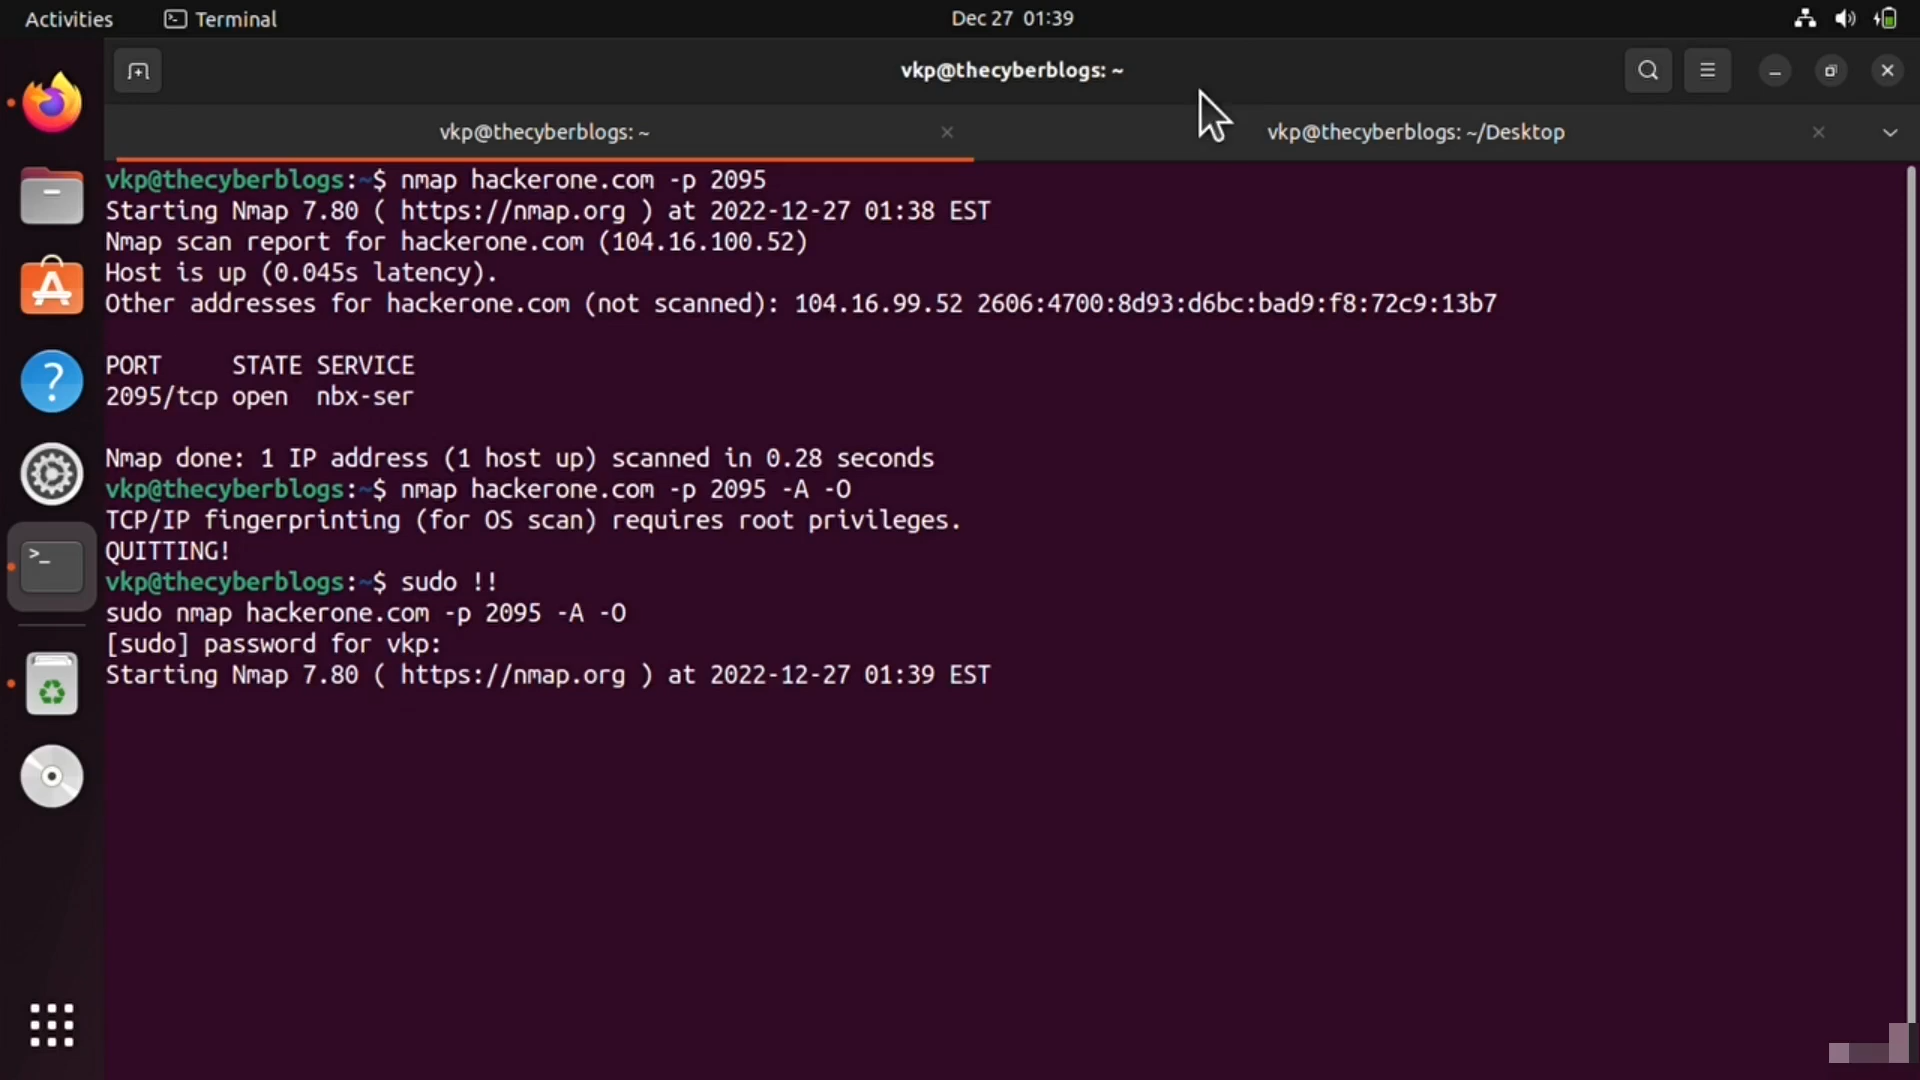 Activities Terminal Dec 27 01:39
vkp@thecyberblogs: ~
vkp@thecyberblogs: ~ vkp@thecyberblogs: ~/Desktop
vkp@thecyberblogs:~$ nmap hackerone.com -p 2095
Starting Nmap 7.80 ( https://nmap.org ) at 2022-12-27 01:38 EST
Nmap scan report for hackerone.com (104.16.100.52)
Host is up (0.045s latency).
Other addresses for hackerone.com (not scanned): 104.16.99.52 2606:4700:8d93:d6bc:bad9:f8:72c9:13b7
PORT     STATE SERVICE
2095/tcp open  nbx-ser
Nmap done: 1 IP address (1 host up) scanned in 0.28 seconds
vkp@thecyberblogs:~$ nmap hackerone.com -p 2095 -A -O
TCP/IP fingerprinting (for OS scan) requires root privileges.
QUITTING!
vkp@thecyberblogs:~$ sudo !!
sudo nmap hackerone.com -p 2095 -A -O
[sudo] password for vkp:
Starting Nmap 7.80 ( https://nmap.org ) at 2022-12-27 01:39 EST